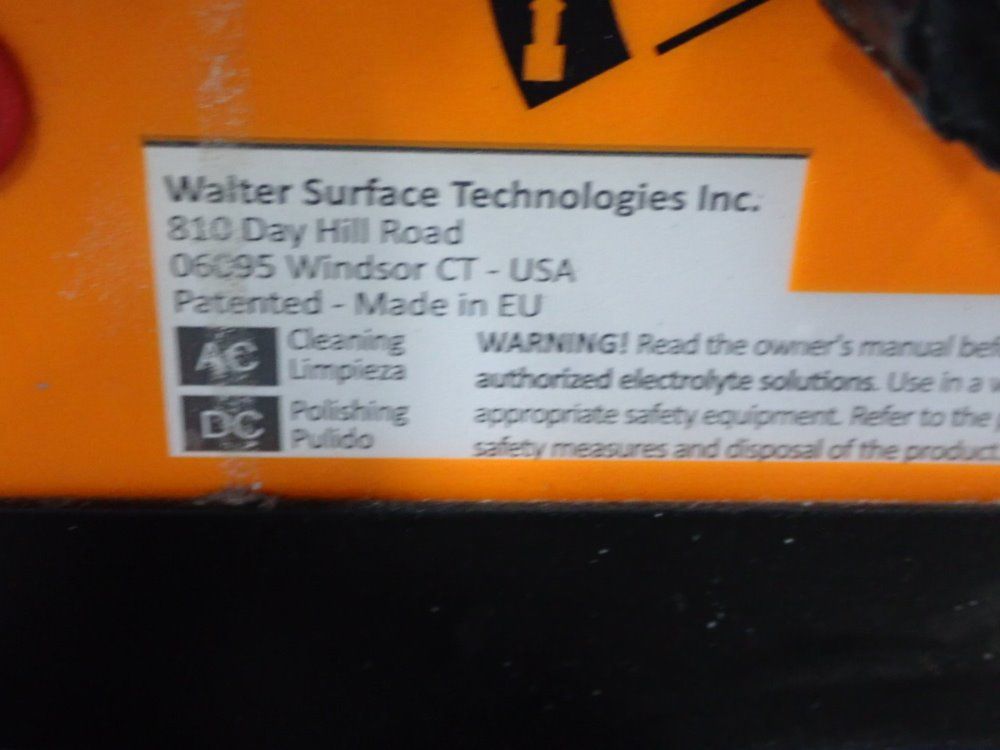 Walter Surface Technologies Inc.
810 Day Hill Road
06095 Windsor CT - USA
Patented - Made in EU
AC Cleaning
Limpieza
DC Polishing
Pulido
WARNING! Read the owner's manual
authorized electrolyte solutions. Use in a
appropriate safety equipment. Refer to the
safety measures and disposal of the product